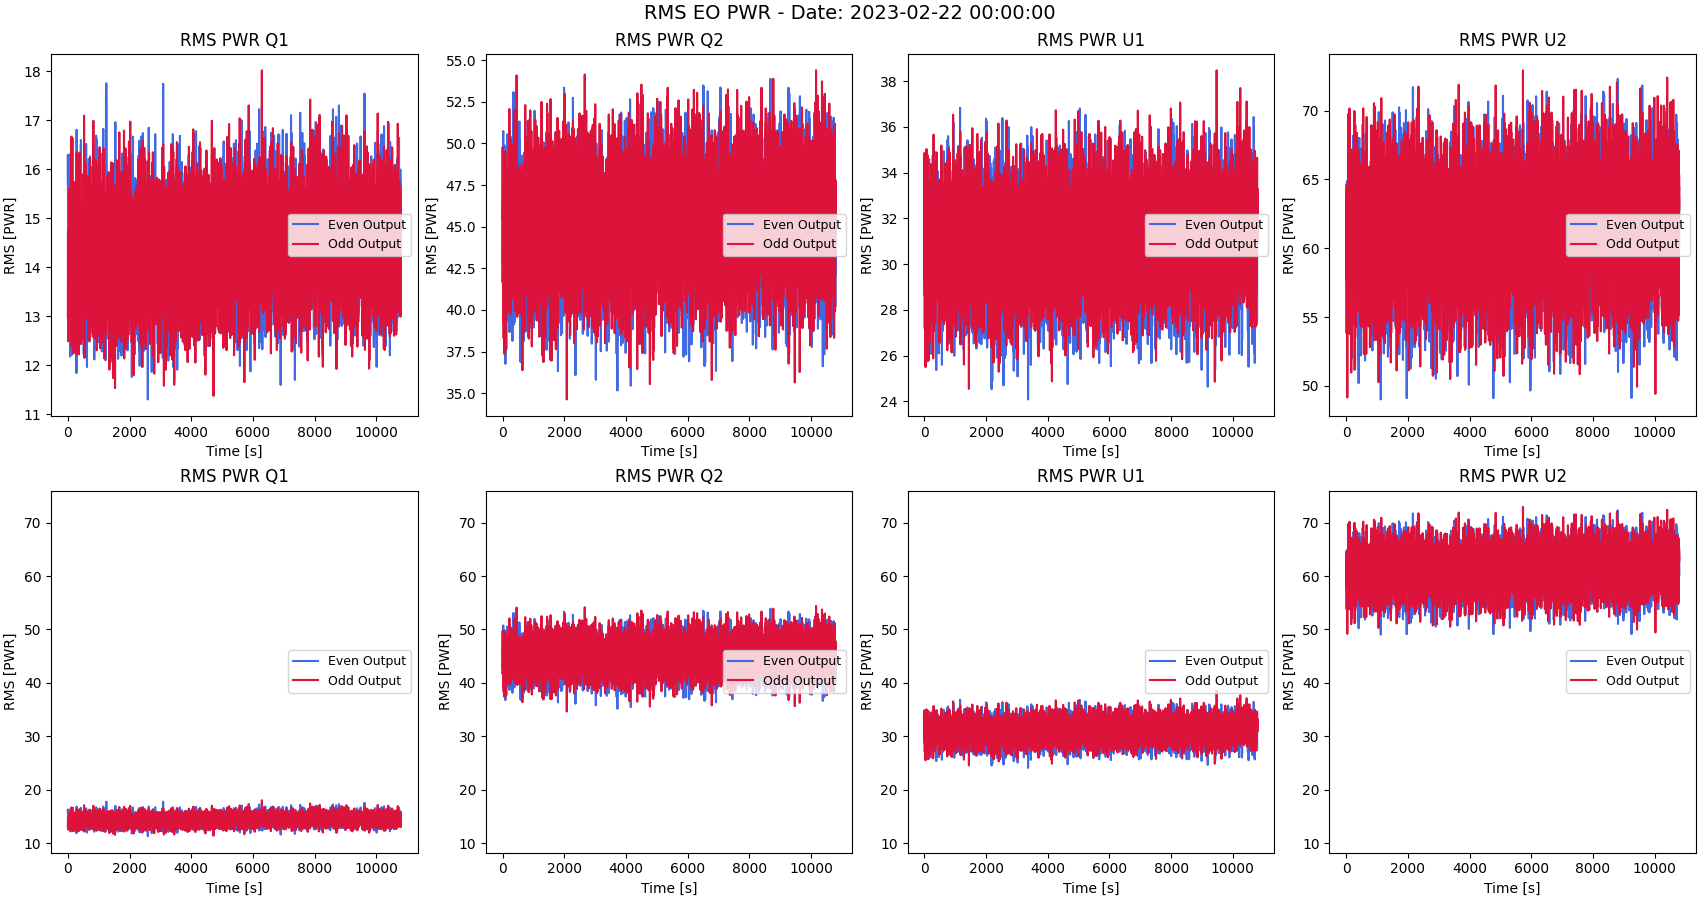 RMS EO PWR - Date: 2023-02-22 00:00:00
RMS PWR Q1
RMS [PWR]
18
17
16
15
14
13
12
11
0 2000 4000 6000 8000 10000
Time [s]
Even Output
Odd Output
RMS PWR Q2
RMS [PWR]
55.0
52.5
50.0
47.5
45.0
42.5
40.0
37.5
35.0
0 2000 4000 6000 8000 10000
Time [s]
Even Output
Odd Output
RMS PWR U1
RMS [PWR]
38
36
34
32
30
28
26
24
0 2000 4000 6000 8000 10000
Time [s]
Even Output
Odd Output
RMS PWR U2
RMS [PWR]
70
65
60
55
50
0 2000 4000 6000 8000 10000
Time [s]
Even Output
Odd Output
RMS PWR Q1
RMS [PWR]
70
60
50
40
30
20
10
0 2000 4000 6000 8000 10000
Time [s]
Even Output
Odd Output
RMS PWR Q2
RMS [PWR]
70
60
50
40
30
20
10
0 2000 4000 6000 8000 10000
Time [s]
Even Output
Odd Output
RMS PWR U1
RMS [PWR]
70
60
50
40
30
20
10
0 2000 4000 6000 8000 10000
Time [s]
Even Output
Odd Output
RMS PWR U2
RMS [PWR]
70
60
50
40
30
20
10
0 2000 4000 6000 8000 10000
Time [s]
Even Output
Odd Output